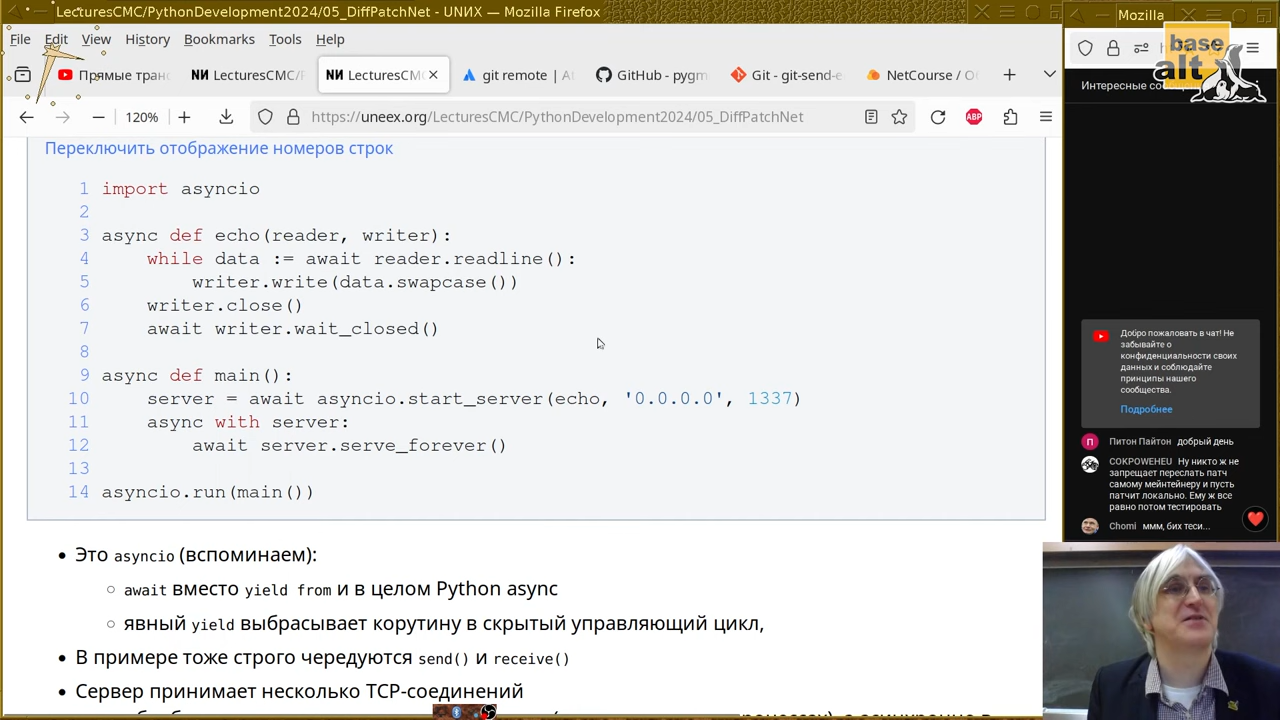 LecturesCMC/PythonDevelopment2024/05_DiffPatchNet - UNИX — Mozilla Firefox
Mozilla
File Edit View History Bookmarks Tools Help
Прямые тран
LecturesCMC/P
LecturesCMC
git remote | A
GitHub - pygm
Git - git-send-e
NetCourse / O
120%
https://uneex.org/LecturesCMC/PythonDevelopment2024/05_DiffPatchNet
ABP
base
alt
Интересные
Переключить отображение номеров строк
1 import asyncio
2
3 async def echo(reader, writer):
4 while data := await reader.readline():
5 writer.write(data.swapcase())
6 writer.close()
7 await writer.wait_closed()
8
9 async def main():
10 server = await asyncio.start_server(echo, '0.0.0.0', 1337)
11 async with server:
12 await server.serve_forever()
13
14 asyncio.run(main())
Это asyncio (вспоминаем):
await вместо yield from и в целом Python async
явный yield выбрасывает корутину в скрытый управляющий цикл,
В примере тоже строго чередуются send() и receive()
Сервер принимает несколько TCP-соединений
Добро пожаловать в чат! Не
забывайте о
конфиденциальности своих
данных и соблюдайте
принципы нашего
сообщества.
Подробнее
П Питон Пайтон добрый день
COKPOWEHEU Ну никто ж не
запрещает переслать патч
самому мейнтейнеру и пусть
патчит локально. Ему ж все
равно потом тестировать
Chomi ммм, бих теси...